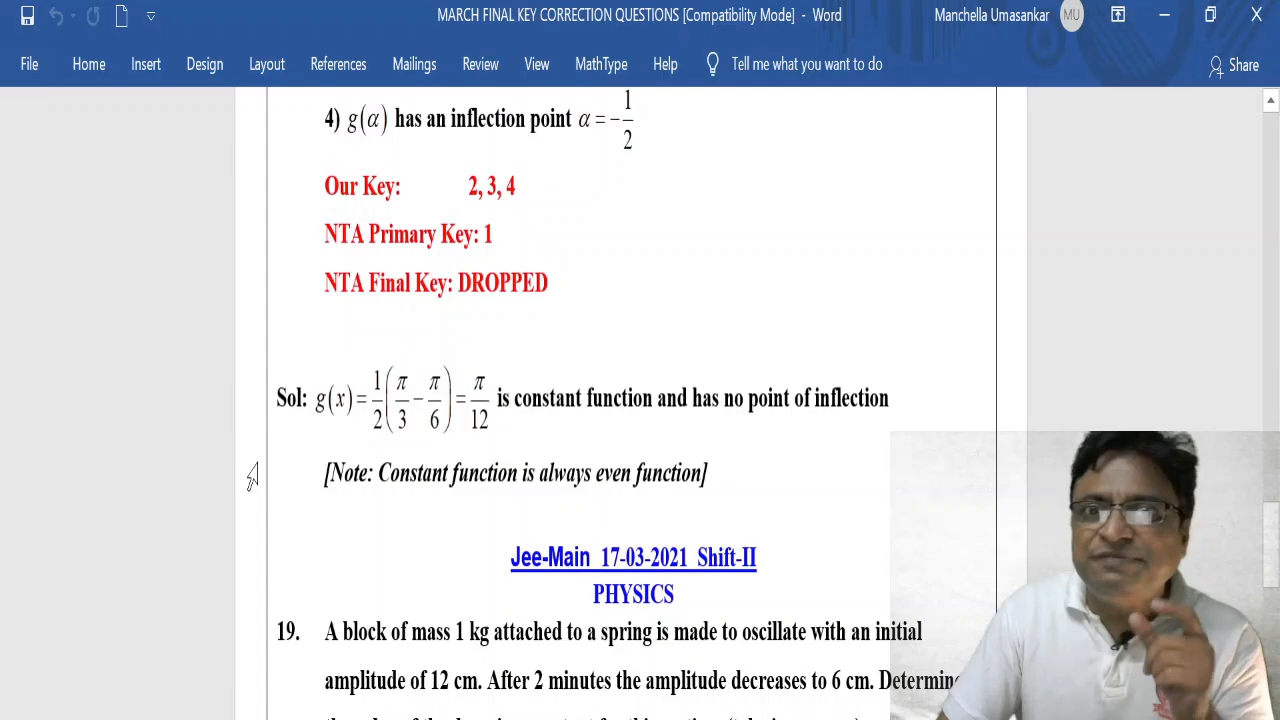 MARCH FINAL KEY CORRECTION QUESTIONS [Compatibility Mode] - Word
Manchella Umasankar
MU
File Home Insert Design Layout References Mailings Review View MathType Help Tell me what you want to do Share
4) g(α) has an inflection point α = -1/2
Our Key: 2, 3, 4
NTA Primary Key: 1
NTA Final Key: DROPPED
Sol: g(x) = 1/2 (π/3 − π/6) = π/12 is constant function and has no point of inflection
[Note: Constant function is always even function]
Jee-Main 17-03-2021 Shift-II
PHYSICS
19. A block of mass 1 kg attached to a spring is made to oscillate with an initial
amplitude of 12 cm. After 2 minutes the amplitude decreases to 6 cm. Determin